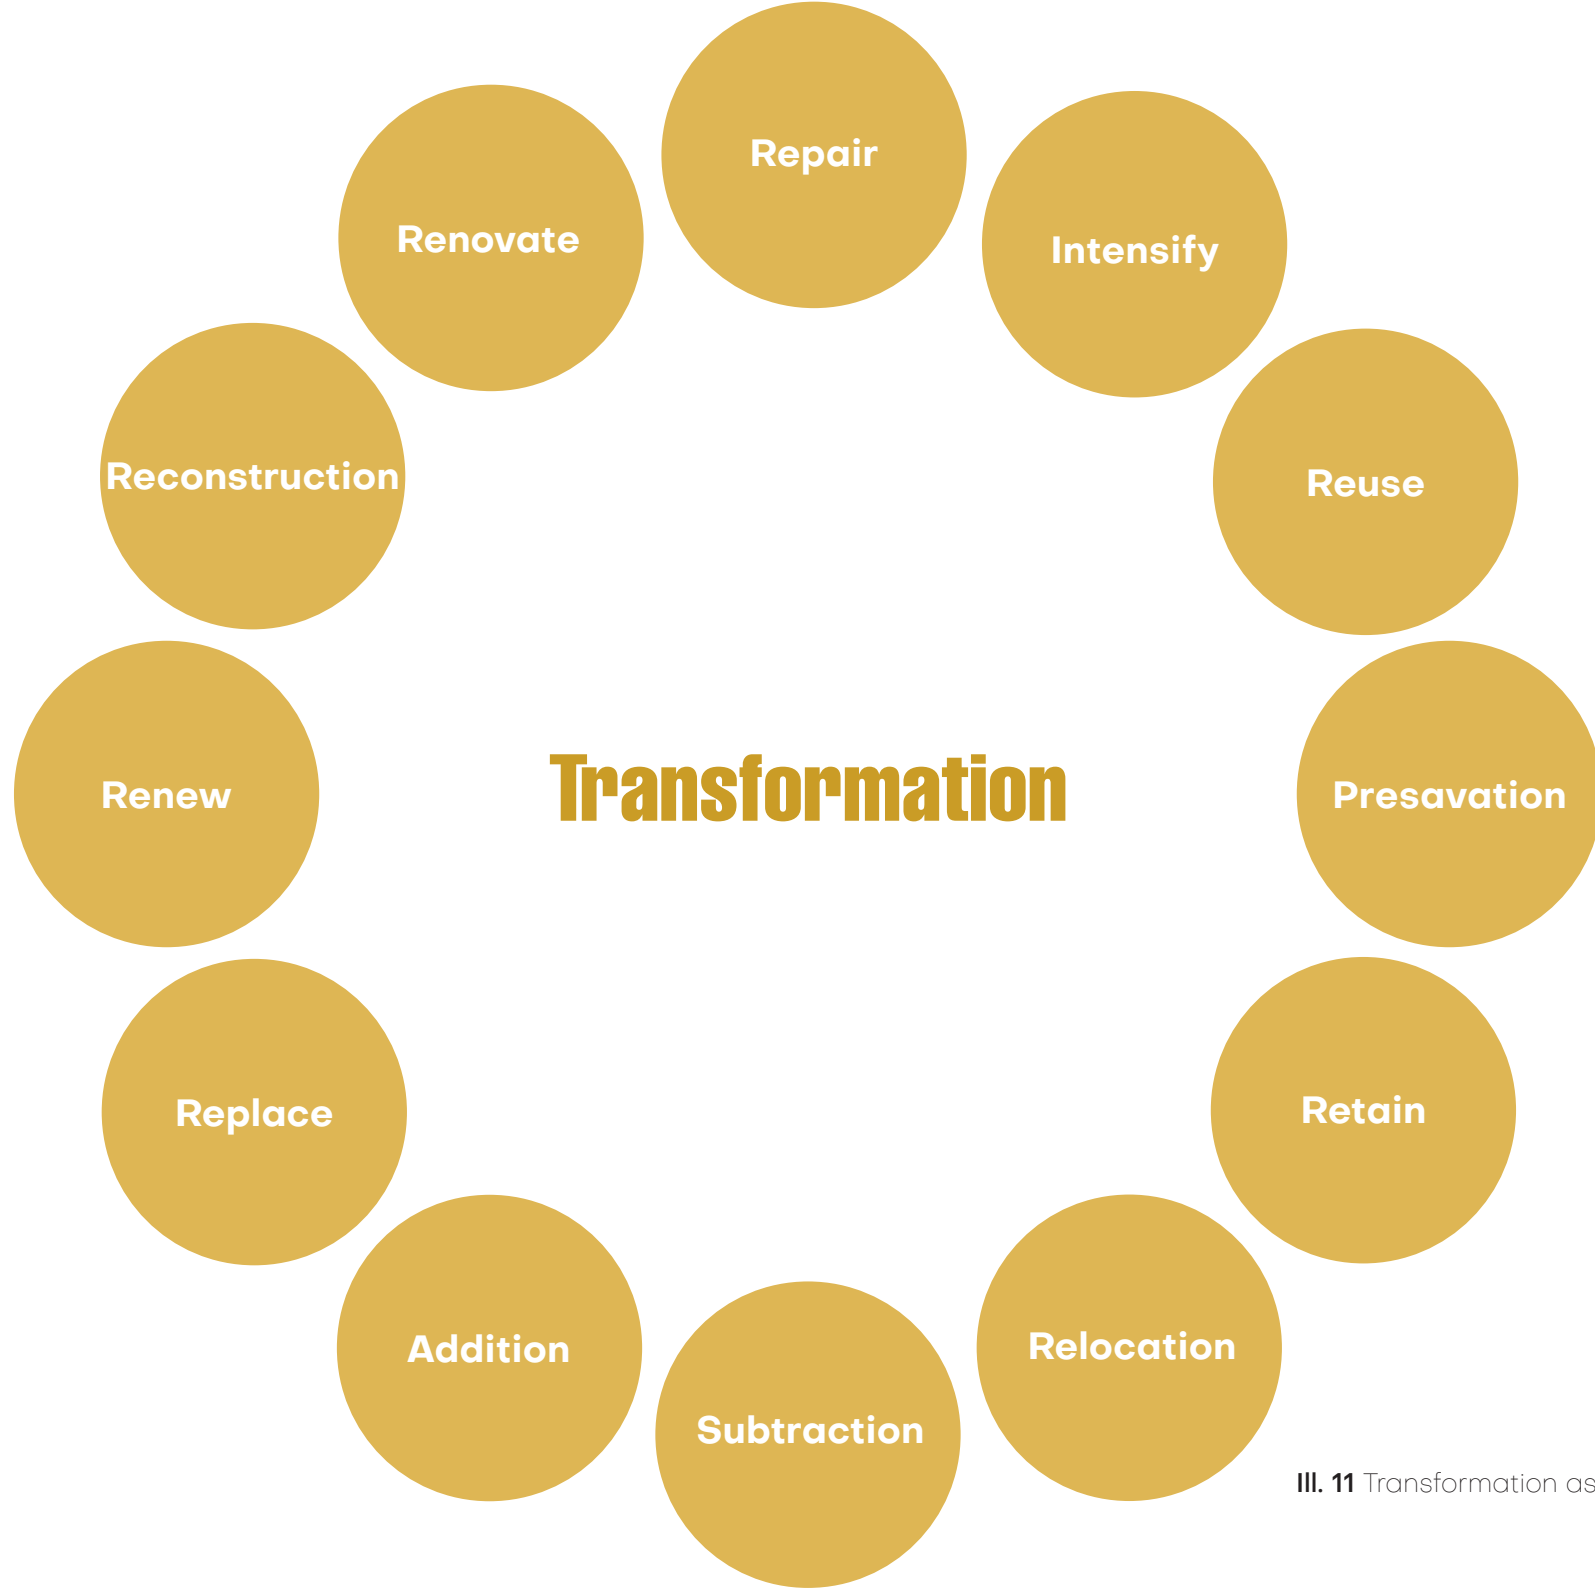 Repair
Renovate
Intensify
Reconstruction
Reuse
Transformation
Renew
Presavation
Replace
Retain
Addition
Relocation
Subtraction
Ill. 11 Transformation as